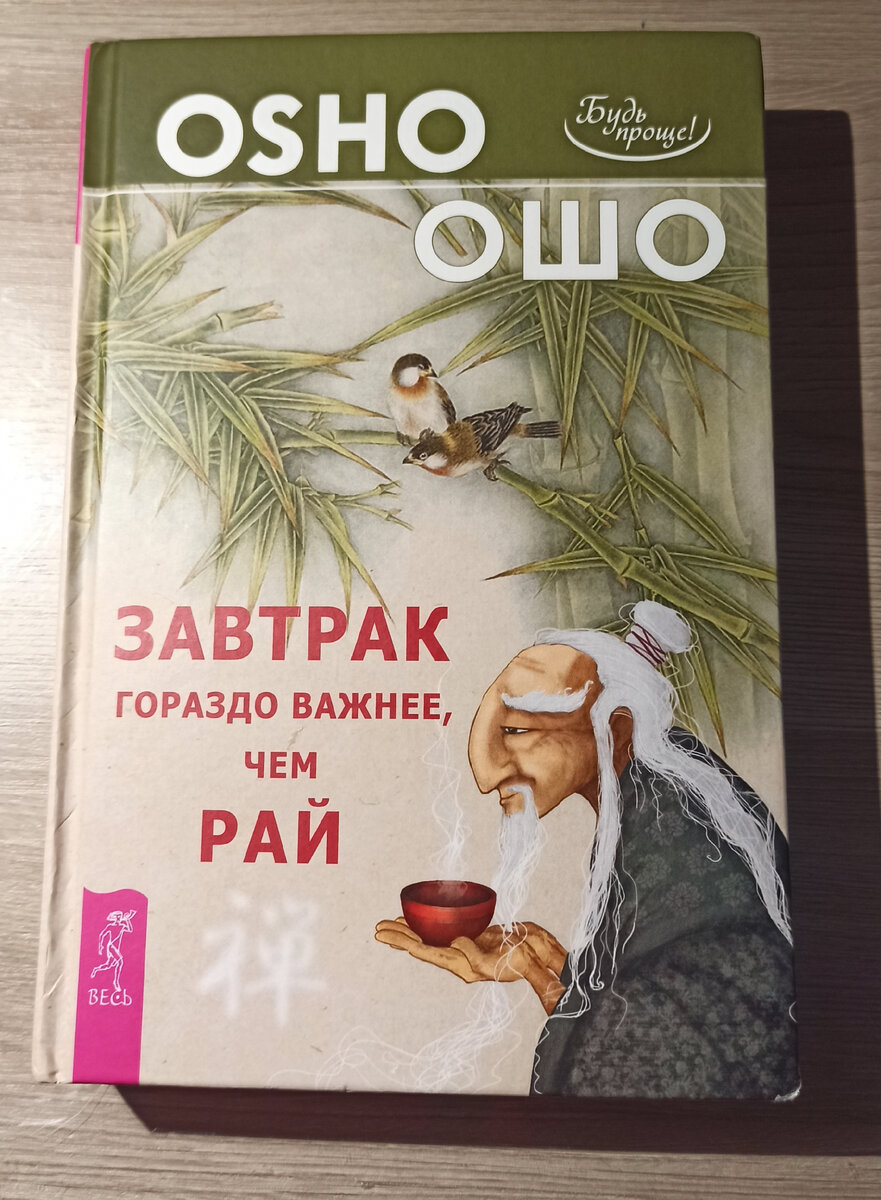 OSHO
Будь
проще!
ОШО
ЗАВТРАК
ГОРАЗДО ВАЖНЕЕ,
ЧЕМ
РАЙ
禅
ВЕСЬ